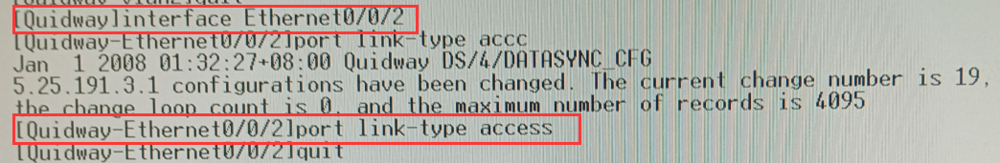 [Quidway]interface Ethernet0/0/2
[Quidway-Ethernet0/0/2]port link-type accc
Jan 1 2008 01:32:27+08:00 Quidway DS/4/DATASYNC_CFG
5.25.191.3.1 configurations have been changed. The current change number is 19,
the change loop count is 0, and the maximum number of records is 4095
[Quidway-Ethernet0/0/2]port link-type access
[Quidway-Ethernet0/0/2]quit